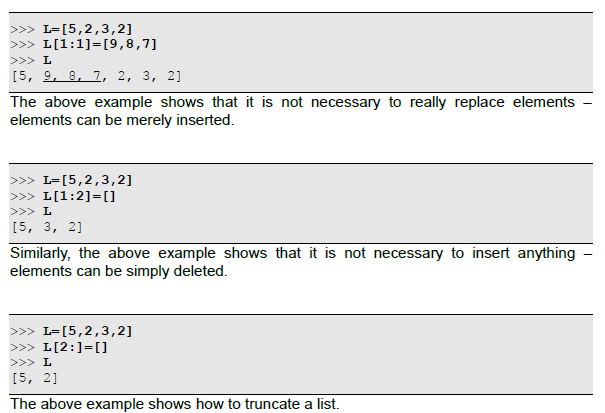 >>> L=[5,2,3,2]
>>> L[1:1]=[9,8,7]
>>> L
[5, 9, 8, 7, 2, 3, 2]
The above example shows that it is not necessary to really replace elements –
elements can be merely inserted.
>>> L=[5,2,3,2]
>>> L[1:2]=[]
>>> L
[5, 3, 2]
Similarly, the above example shows that it is not necessary to insert anything –
elements can be simply deleted.
>>> L=[5,2,3,2]
>>> L[2:]=[]
>>> L
[5, 2]
The above example shows how to truncate a list.